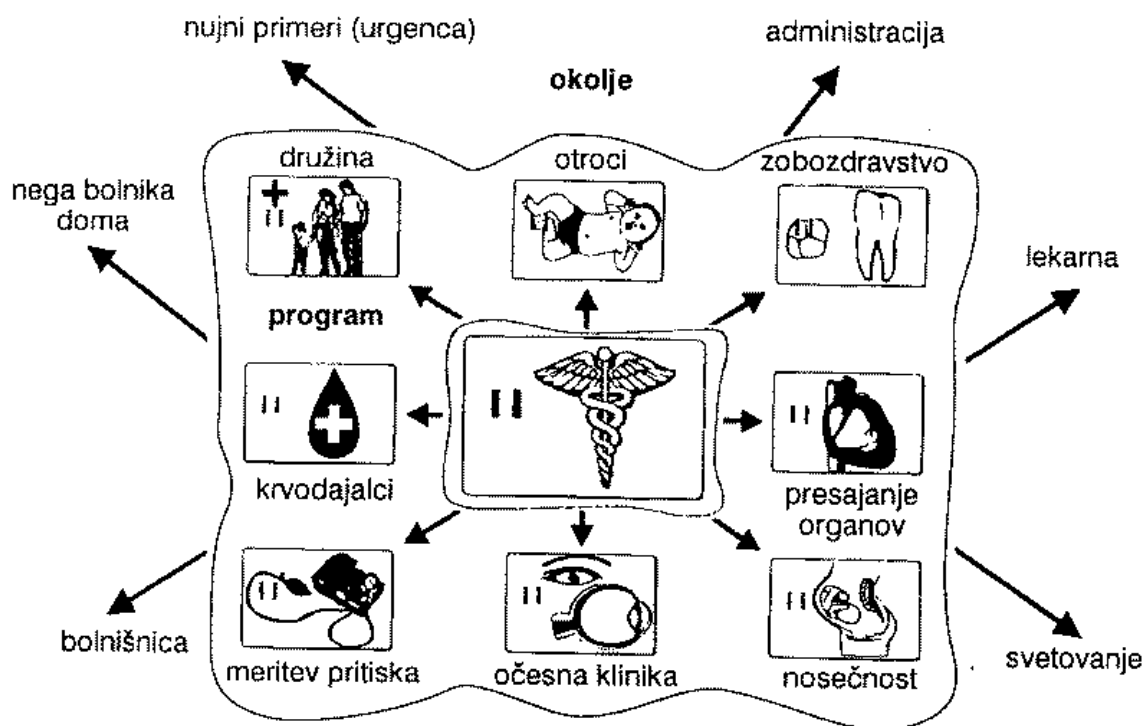 nujni primeri (urgenca)
administracija
okolje
družina
otroci
zobozdravstvo
nega bolnika
doma
lekarna
program
krvodajalci
presajanje
organov
bolnišnica
meritev pritiska
očesna klinika
nosečnost
svetovanje